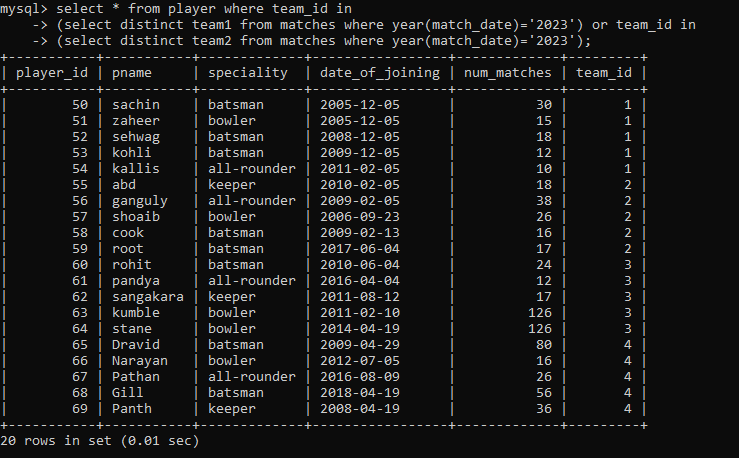 mysql> select * from player where team_id in
    -> (select distinct team1 from matches where year(match_date)='2023') or team_id in
    -> (select distinct team2 from matches where year(match_date)='2023');
+-----------+-----------+-------------+-----------------+-------------+---------+
| player_id | pname     | speciality  | date_of_joining | num_matches | team_id |
+-----------+-----------+-------------+-----------------+-------------+---------+
|        50 | sachin    | batsman     | 2005-12-05      |          30 |       1 |
|        51 | zaheer    | bowler      | 2005-12-05      |          15 |       1 |
|        52 | sehwag    | batsman     | 2008-12-05      |          18 |       1 |
|        53 | kohli     | batsman     | 2009-12-05      |          12 |       1 |
|        54 | kallis    | all-rounder | 2011-02-05      |          10 |       1 |
|        55 | abd       | keeper      | 2010-02-05      |          18 |       2 |
|        56 | ganguly   | all-rounder | 2009-02-05      |          38 |       2 |
|        57 | shoaib    | bowler      | 2006-09-23      |          26 |       2 |
|        58 | cook      | batsman     | 2009-02-13      |          16 |       2 |
|        59 | root      | batsman     | 2017-06-04      |          17 |       2 |
|        60 | rohit     | batsman     | 2010-06-04      |          24 |       3 |
|        61 | pandya    | all-rounder | 2016-04-04      |          12 |       3 |
|        62 | sangakara | keeper      | 2011-08-12      |          17 |       3 |
|        63 | kumble    | bowler      | 2011-02-10      |         126 |       3 |
|        64 | stane     | bowler      | 2014-04-19      |         126 |       3 |
|        65 | Dravid    | batsman     | 2009-04-29      |          80 |       4 |
|        66 | Narayan   | bowler      | 2012-07-05      |          16 |       4 |
|        67 | Pathan    | all-rounder | 2016-08-09      |          26 |       4 |
|        68 | Gill      | batsman     | 2018-04-19      |          56 |       4 |
|        69 | Panth     | keeper      | 2008-04-19      |          36 |       4 |
+-----------+-----------+-------------+-----------------+-------------+---------+
20 rows in set (0.01 sec)